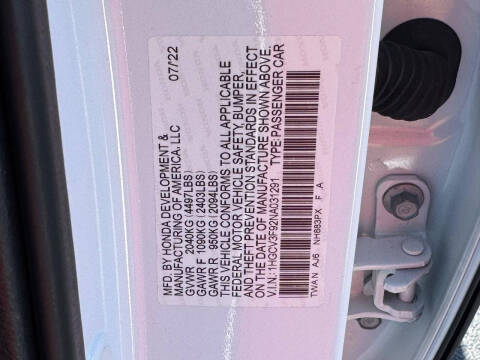 MFD. BY HONDA DEVELOPMENT & 07/22
MANUFACTURING OF AMERICA, LLC
GVWR 2040KG(4497LBS)
GAWR F 1090KG(2403LBS)
GAWR R 950KG(2094LBS)
THIS VEHICLE CONFORMS TO ALL APPLICABLE
FEDERAL MOTOR VEHICLE SAFETY, BUMPER,
AND THEFT PREVENTION STANDARDS IN EFFECT
ON THE DATE OF MANUFACTURE SHOWN ABOVE.
V.I.N: 1HGCV3F92NA031291 TYPE:PASSENGER CAR
TWAN AJ6 NH883PX F A